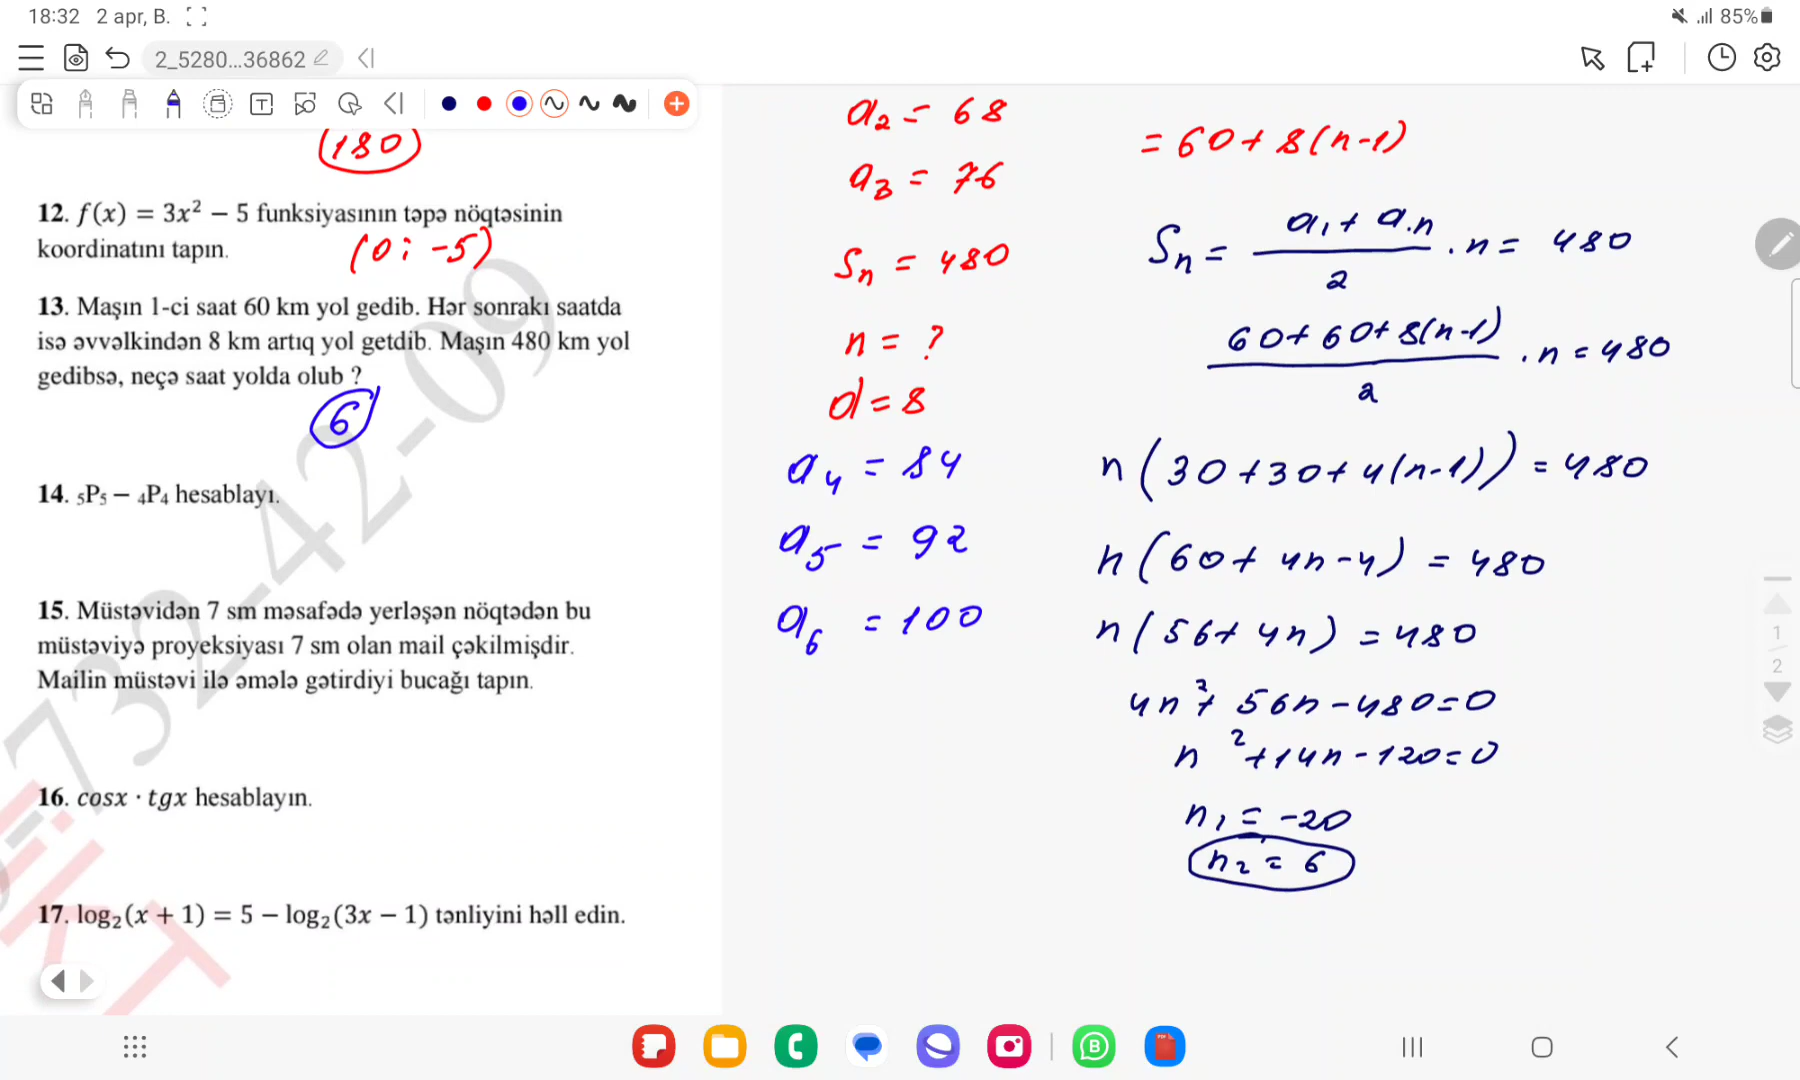 18:32 2 apr, B.
85%
2_5280...36862
180
12. f(x) = 3x² − 5 funksiyasının təpə nöqtəsinin
koordinatını tapın.
(0; -5)
13. Maşın 1-ci saat 60 km yol gedib. Hər sonrakı saatda
isə əvvəlkindən 8 km artıq yol getdib. Maşın 480 km yol
gedibsə, neçə saat yolda olub ?
6
14. ₅P₅ − ₄P₄ hesablayı.
15. Müstəvidən 7 sm məsafədə yerləşən nöqtədən bu
müstəviyə proyeksiyası 7 sm olan mail çəkilmişdir.
Mailin müstəvi ilə əmələ gətirdiyi bucağı tapın.
16. cosx · tgx hesablayın.
17. log₂(x + 1) = 5 − log₂(3x − 1) tənliyini həll edin.
732-42-09
a₂ = 68
a₃ = 76
Sₙ = 480
n = ?
d = 8
a₄ = 84
a₅ = 92
a₆ = 100
= 60 + 8(n-1)
Sₙ = (a₁ + a.n)/2 . n = 480
(60 + 60 + 8(n-1))/2 . n = 480
n(30 + 30 + 4(n-1)) = 480
n(60 + 4n - 4) = 480
n(56 + 4n) = 480
4n² + 56n - 480 = 0
n² + 14n - 120 = 0
n₁ = -20
n₂ = 6
1
2